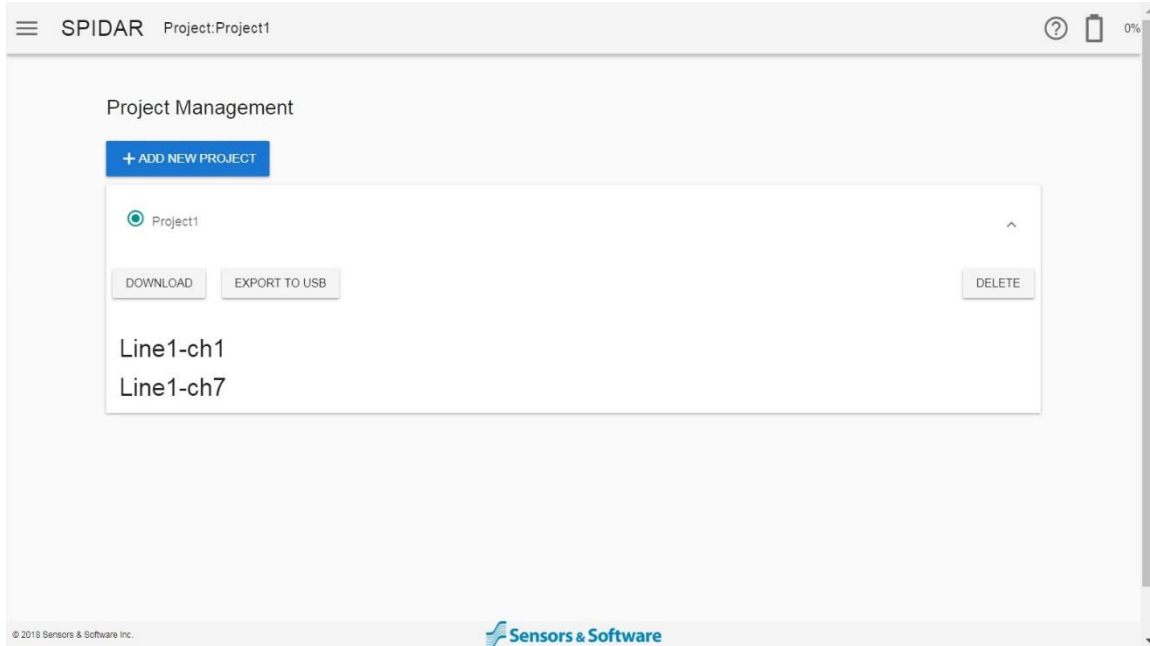 SPIDAR Project:Project1 0%
Project Management
+ ADD NEW PROJECT
Project1
DOWNLOAD EXPORT TO USB DELETE
Line1-ch1
Line1-ch7
© 2018 Sensors & Software Inc. Sensors & Software